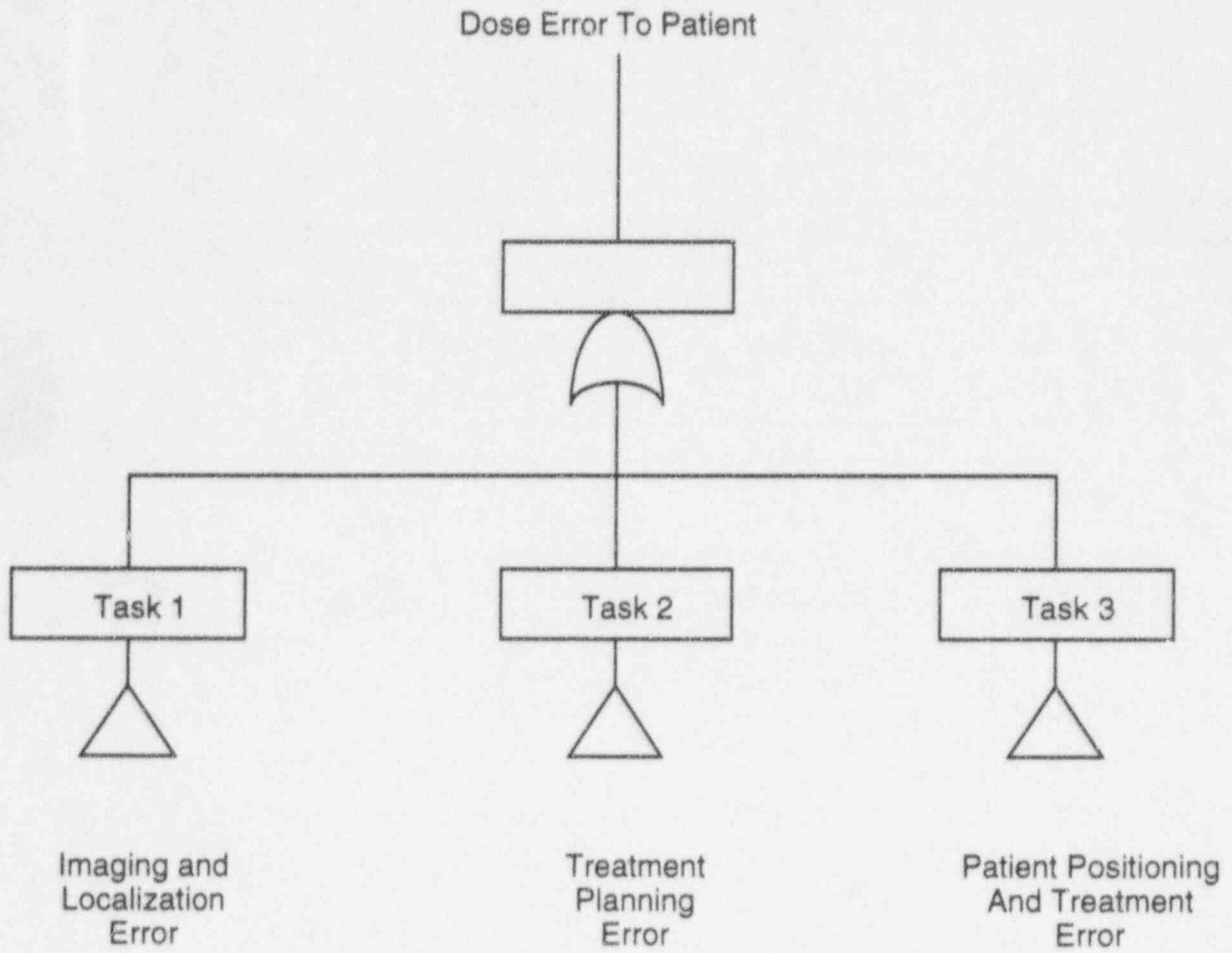 Dose Error To Patient
Task 1
Task 2
Task 3
Imaging and
Localization
Error
Treatment
Planning
Error
Patient Positioning
And Treatment
Error